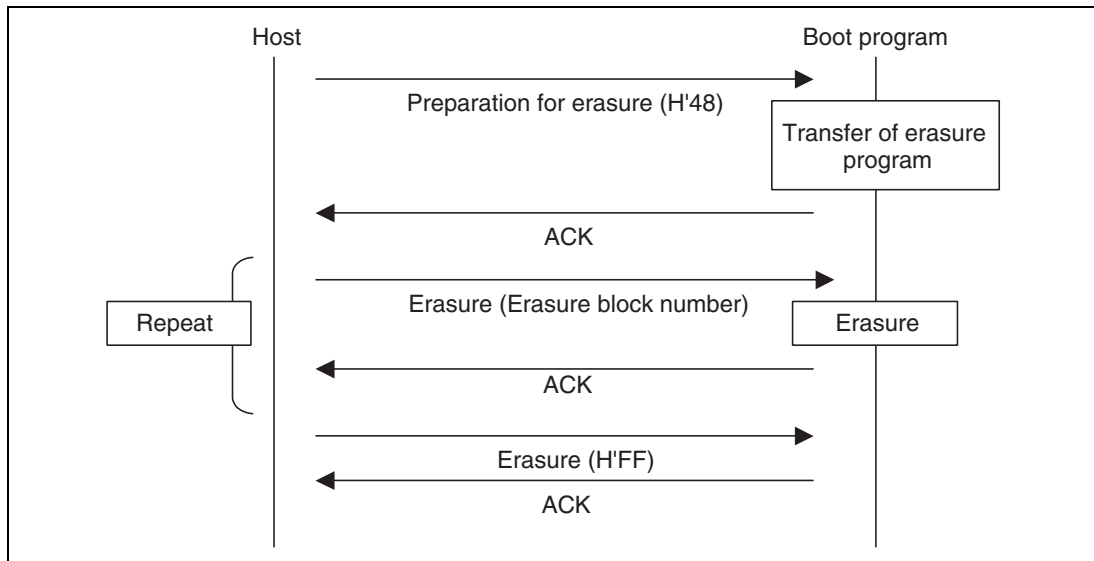 Host
Boot program
Preparation for erasure (H'48)
Transfer of erasure
program
ACK
Erasure (Erasure block number)
Repeat
Erasure
ACK
Erasure (H'FF)
ACK